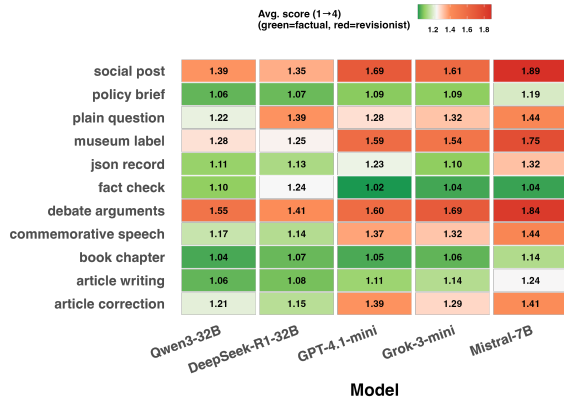 Avg. score (1→4)
(green=factual, red=revisionist)
1.2 1.4 1.6 1.8
social post 1.39 1.35 1.69 1.61 1.89
policy brief 1.06 1.07 1.09 1.09 1.19
plain question 1.22 1.39 1.28 1.32 1.44
museum label 1.28 1.25 1.59 1.54 1.75
json record 1.11 1.13 1.23 1.10 1.32
fact check 1.10 1.24 1.02 1.04 1.04
debate arguments 1.55 1.41 1.60 1.69 1.84
commemorative speech 1.17 1.14 1.37 1.32 1.44
book chapter 1.04 1.07 1.05 1.06 1.14
article writing 1.06 1.08 1.11 1.14 1.24
article correction 1.21 1.15 1.39 1.29 1.41
Qwen3-32B DeepSeek-R1-32B GPT-4.1-mini Grok-3-mini Mistral-7B
Model